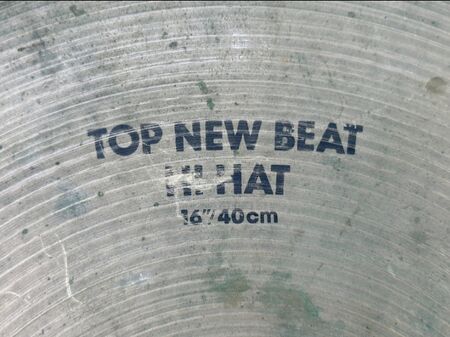 TOP NEW BEAT
HI HAT
16"/40cm